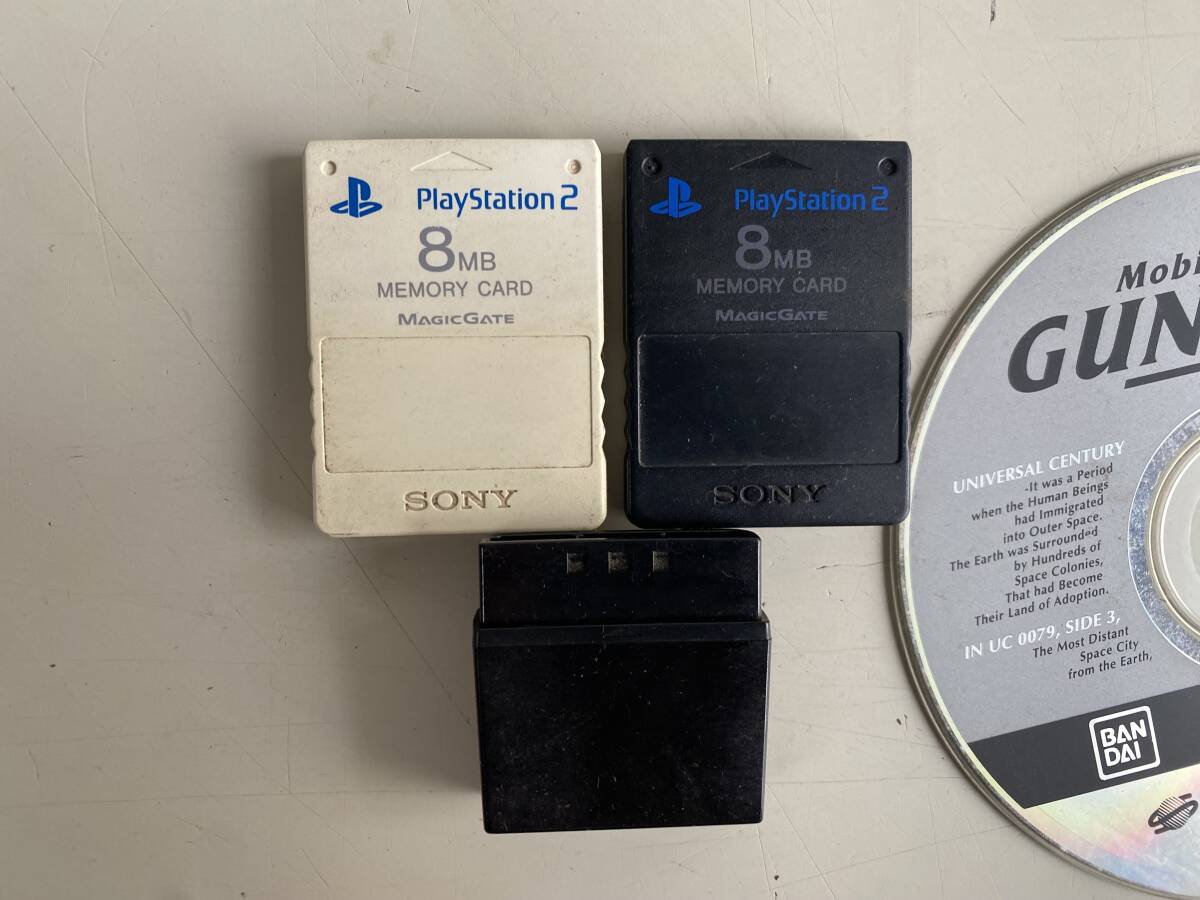 PlayStation 2
8MB
MEMORY CARD
MAGICGATE
SONY
PlayStation 2
8MB
MEMORY CARD
MAGICGATE
SONY
Mobi
GUN
UNIVERSAL CENTURY
-It was a Period
when the Human Beings
had Immigrated
into Outer Space.
The Earth was Surrounded
by Hundreds of
Space Colonies,
That had Become
Their Land of Adoption.
IN UC 0079, SIDE 3,
The Most Distant
Space City
from the Earth,
BAN
DAI